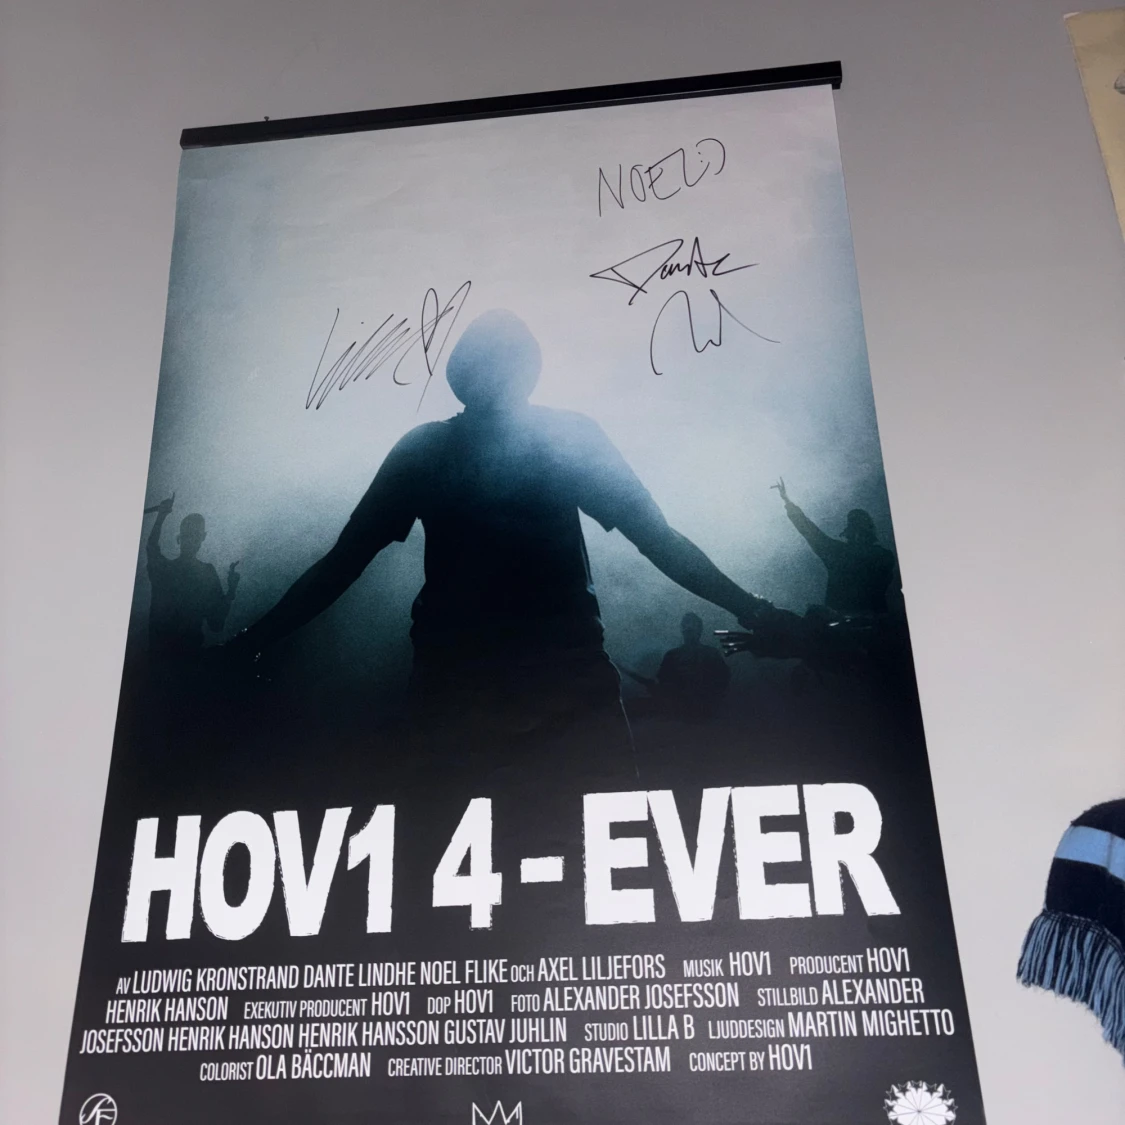 NOEL :)
Dante
HOV1 4-EVER
AV LUDWIG KRONSTRAND DANTE LINDHE NOEL FLIKE OCH AXEL LILJEFORS MUSIK HOV1 PRODUCENT HOV1
HENRIK HANSON EXEKUTIV PRODUCENT HOV1 DOP HOV1 FOTO ALEXANDER JOSEFSSON STILLBILD ALEXANDER
JOSEFSSON HENRIK HANSON HENRIK HANSSON GUSTAV JUHLIN STUDIO LILLA B LJUDDESIGN MARTIN MIGHETTO
COLORIST OLA BÄCCMAN CREATIVE DIRECTOR VICTOR GRAVESTAM CONCEPT BY HOV1
SF